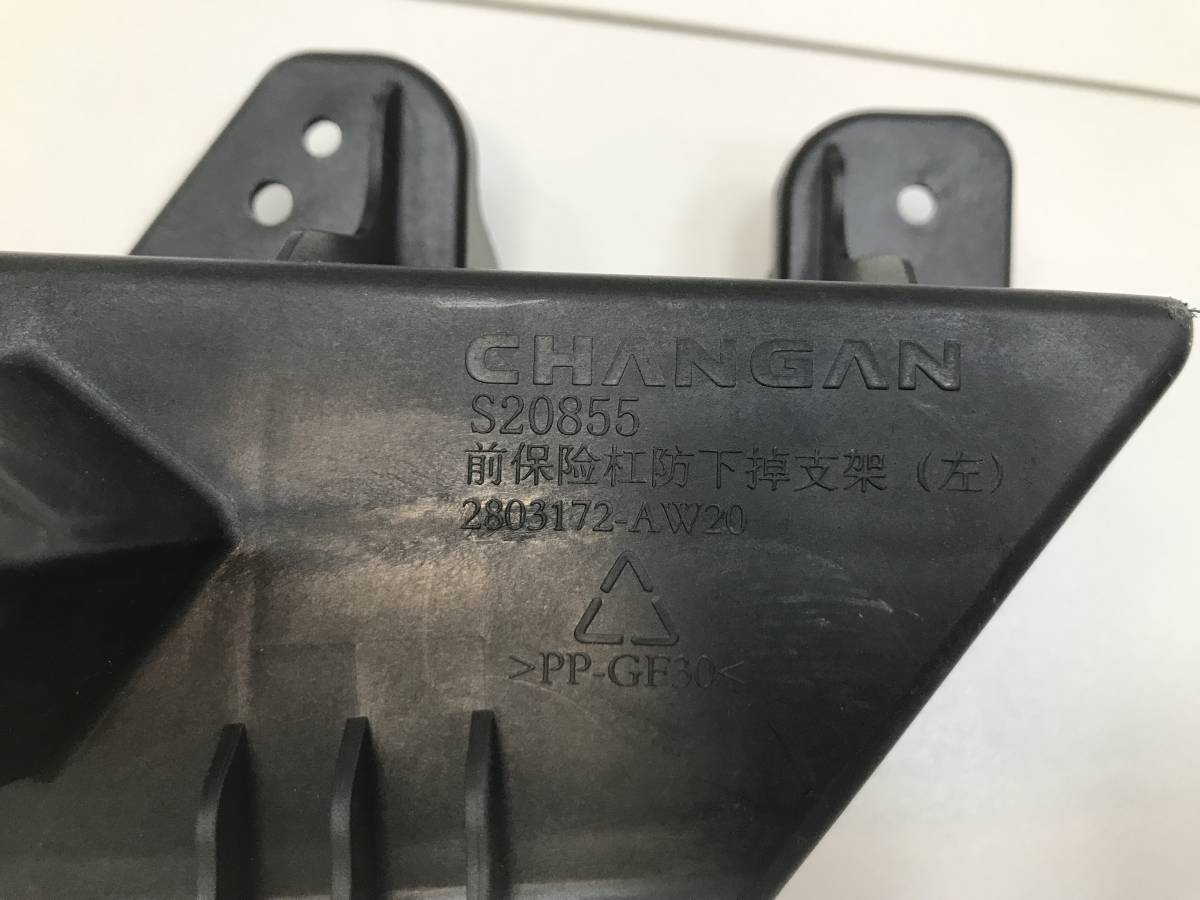 CHANGAN
S20855
前保险杠防下掉支架（左）
2803172-AW20
>PP-GF30<